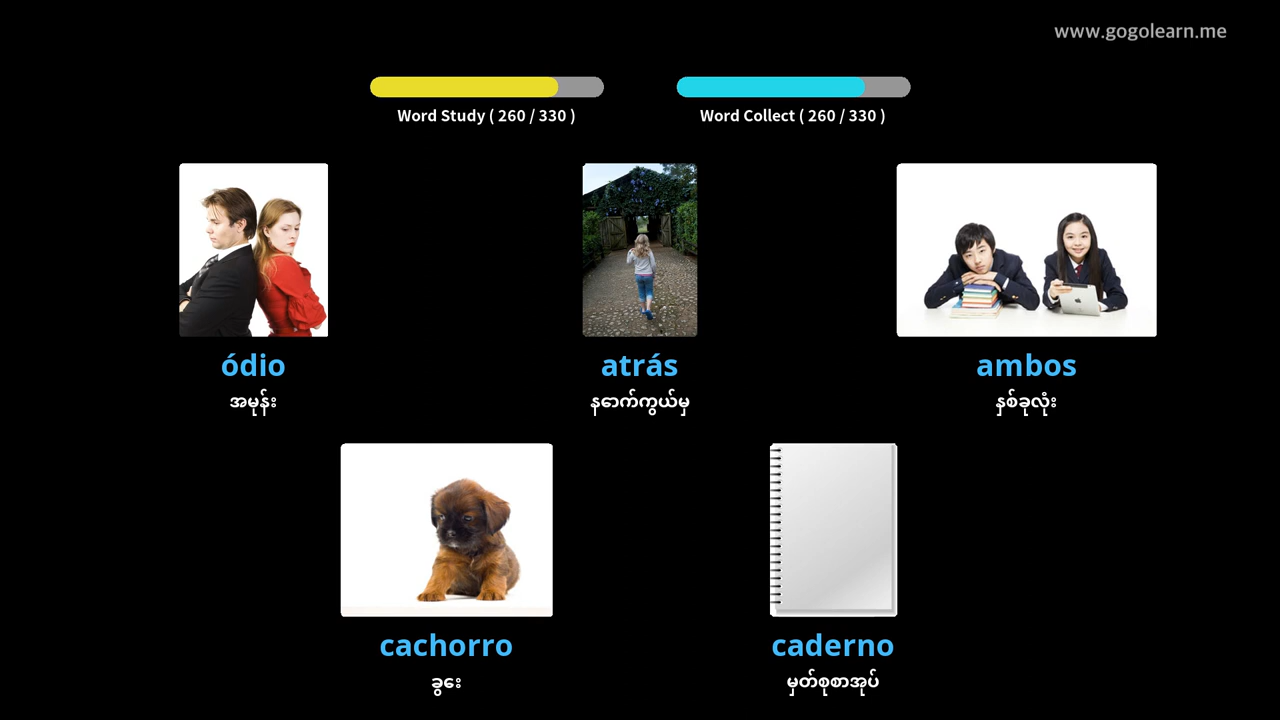 www.gogolearn.me
Word Study ( 260 / 330 )
Word Collect ( 260 / 330 )
ódio
အမုန်း
atrás
နောက်ကွယ်မှ
ambos
နှစ်ခုလုံး
cachorro
ခွေး
caderno
မှတ်စုစာအုပ်